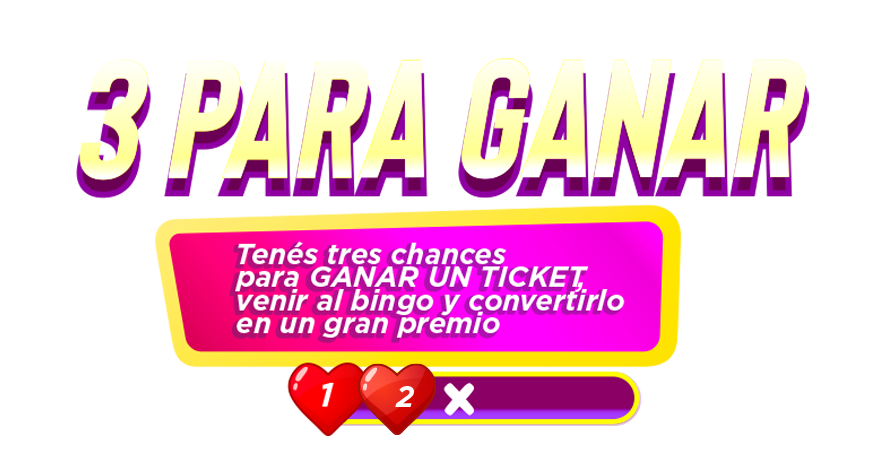 3 PARA GANAR
Tenés tres chances
para GANAR UN TICKET,
venir al bingo y convertirlo
en un gran premio
1 2